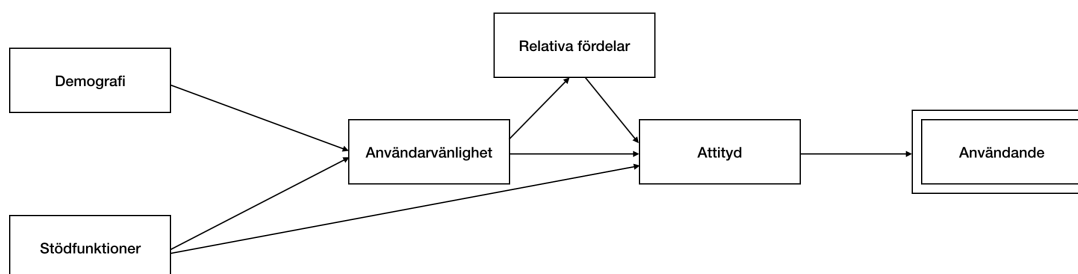 Relativa fördelar
Demografi
Användarvänlighet
Attityd
Användande
Stödfunktioner